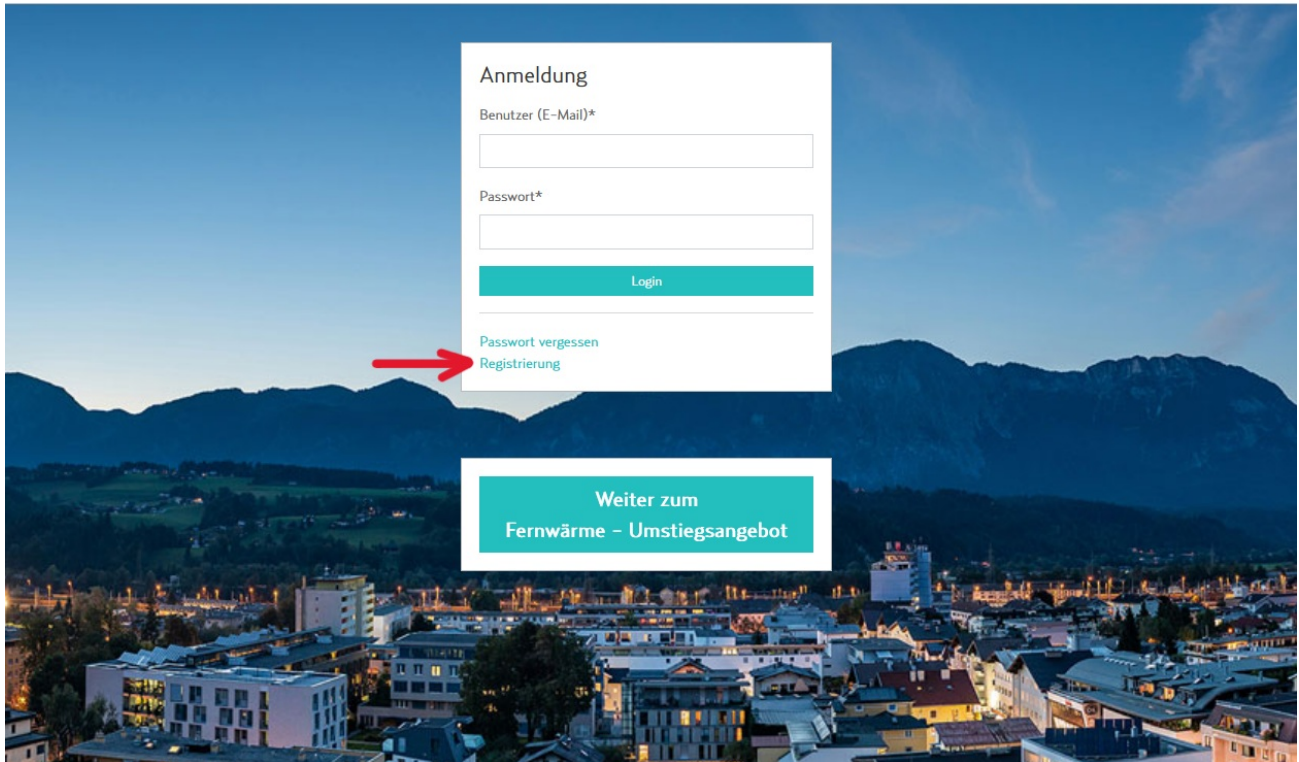 Anmeldung
Benutzer (E-Mail)*
Passwort*
Login
Passwort vergessen
Registrierung
Weiter zum
Fernwärme - Umstiegsangebot